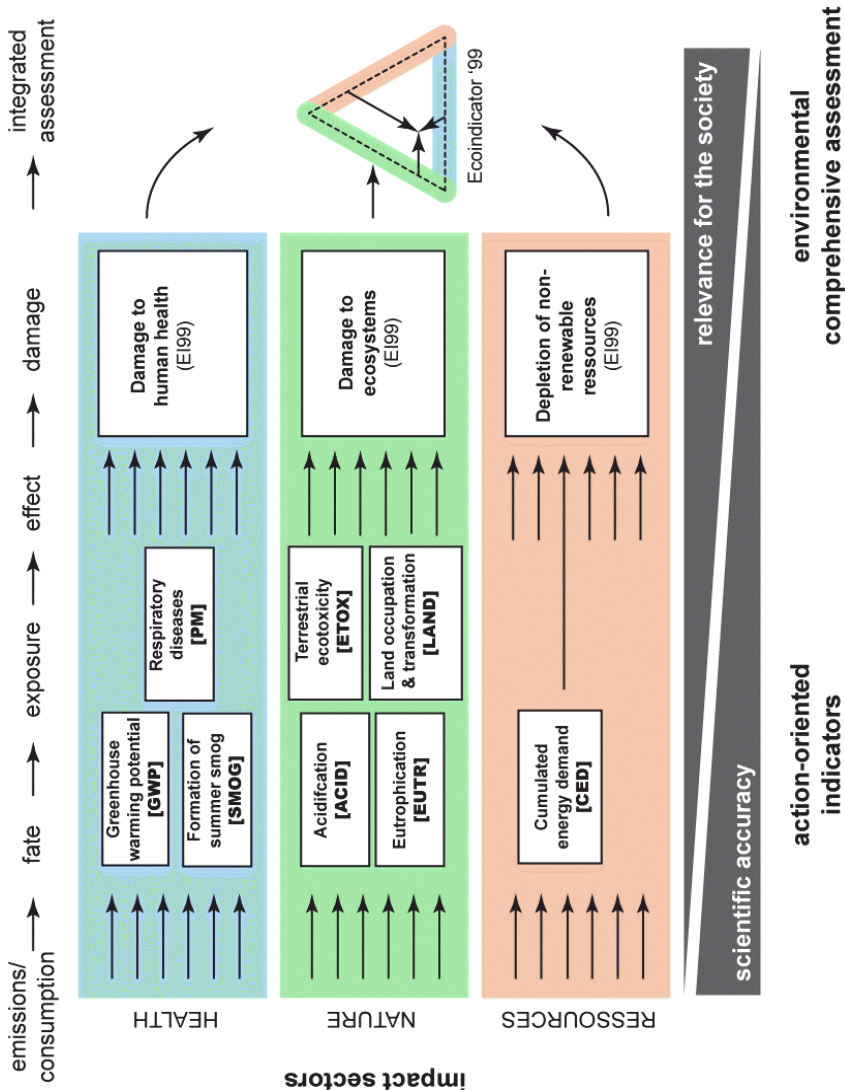 emissions/
consumption
fate
exposure
effect
damage
integrated
assessment
impact sectors
HEALTH
Greenhouse
warming potential
[GWP]
Formation of
summer smog
[SMOG]
Respiratory
diseases
[PM]
Damage to
human health
(EI99)
NATURE
Acidifcation
[ACID]
Eutrophication
[EUTR]
Terrestrial
ecotoxicity
[ETOX]
Land occupation
& transformation
[LAND]
Damage to
ecosystems
(EI99)
Ecoindicator '99
RESSOURCES
Cumulated
energy demand
[CED]
Depletion of non-
renewable
ressources
(EI99)
scientific accuracy
relevance for the society
action-oriented
indicators
environmental
comprehensive assessment